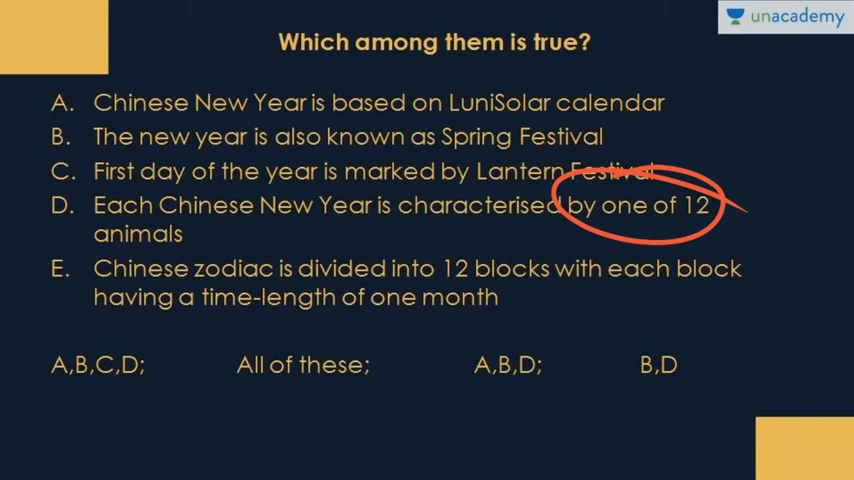 unacademy
Which among them is true?
A. Chinese New Year is based on LuniSolar calendar
B. The new year is also known as Spring Festival
C. First day of the year is marked by Lantern Festival
D. Each Chinese New Year is characterised by one of 12
animals
E. Chinese zodiac is divided into 12 blocks with each block
having a time-length of one month
A,B,C,D; All of these; A,B,D; B,D